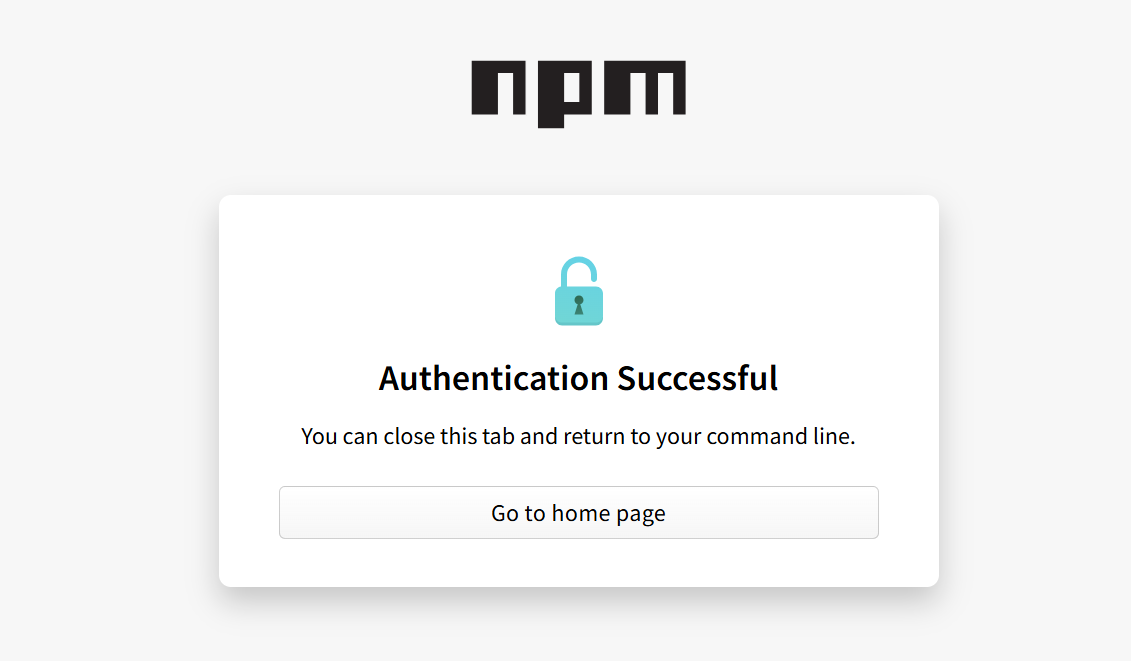 npm
Authentication Successful
You can close this tab and return to your command line.
Go to home page